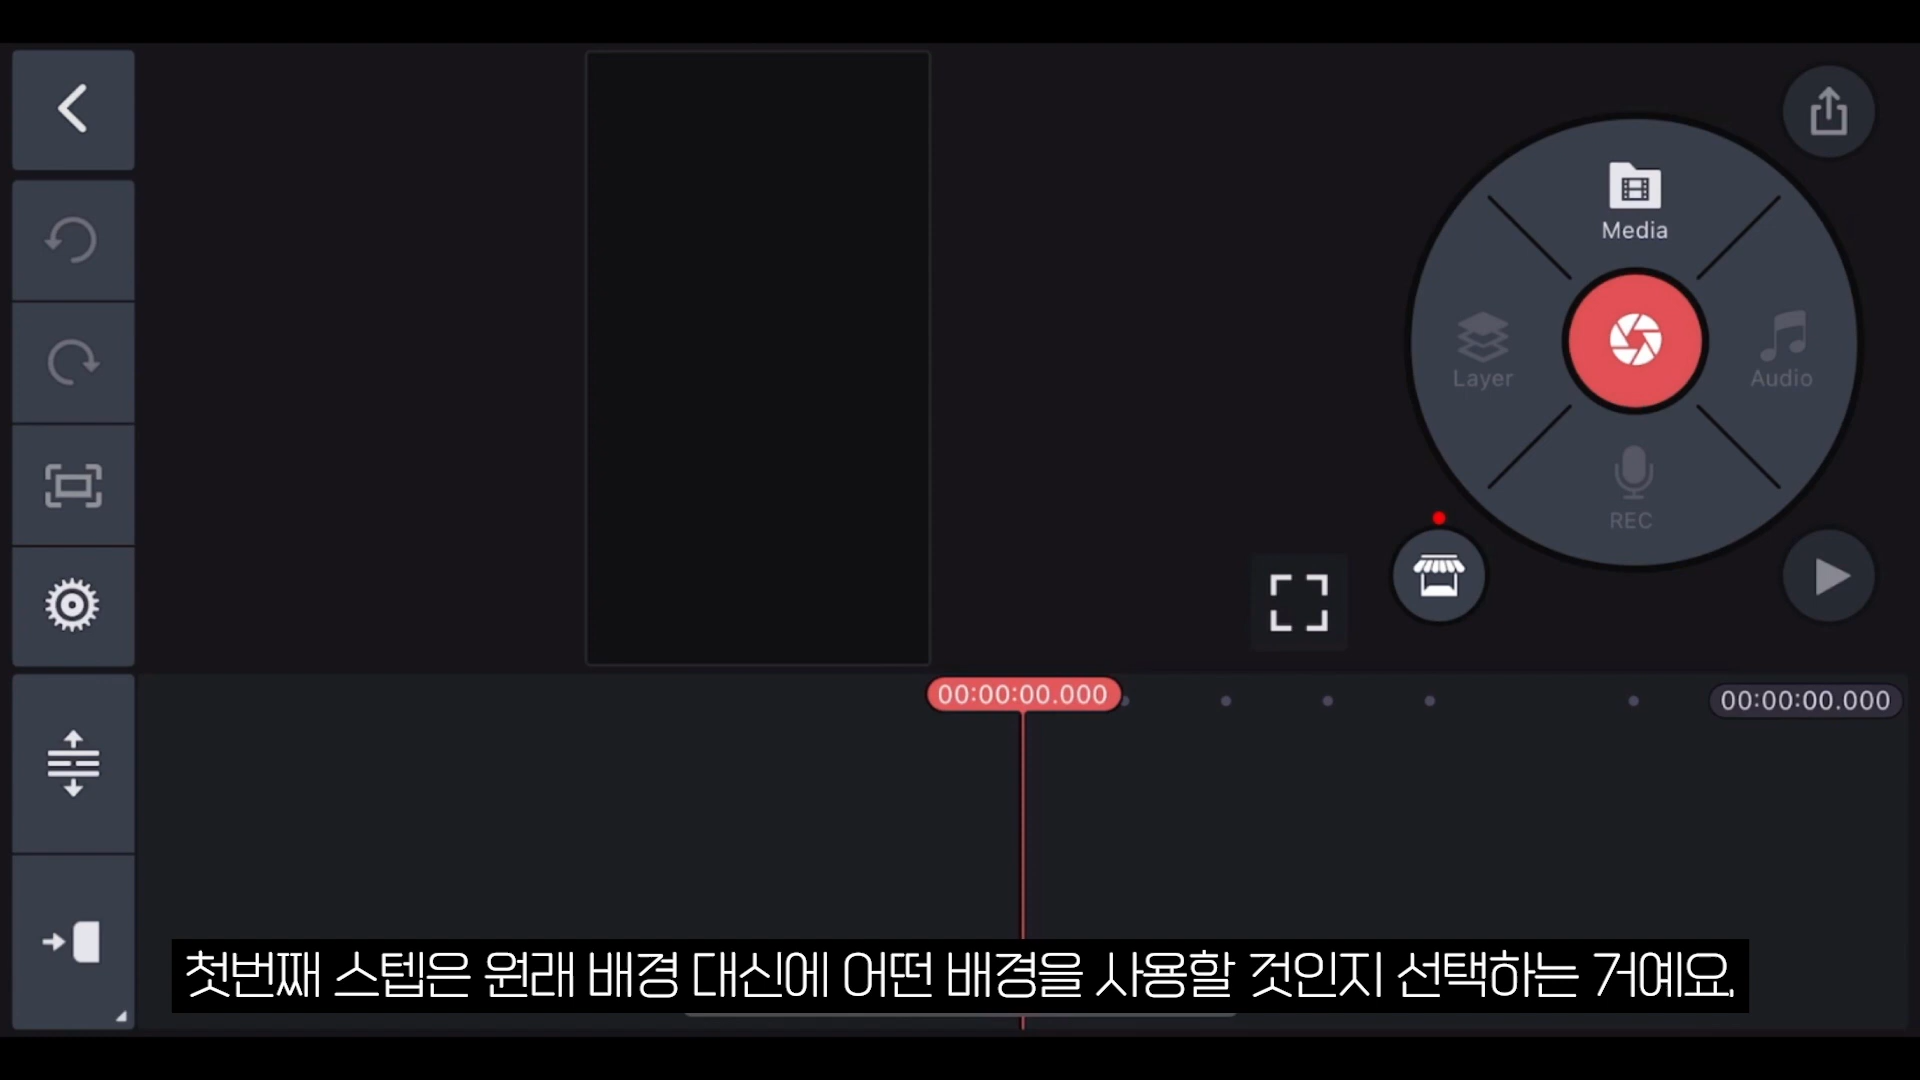 Media
Layer
Audio
REC
00:00:00.000
00:00:00.000
첫번째 스텝은 원래 배경 대신에 어떤 배경을 사용할 것인지 선택하는 거예요.